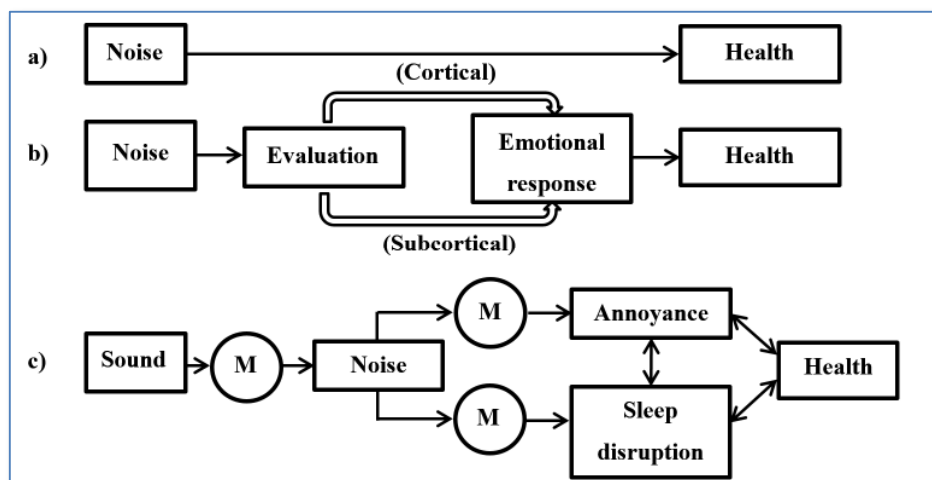 a) Noise Health
(Cortical)
b) Noise Evaluation Emotional response Health
(Subcortical)
c) Sound M Noise M Annoyance Health
M Sleep disruption